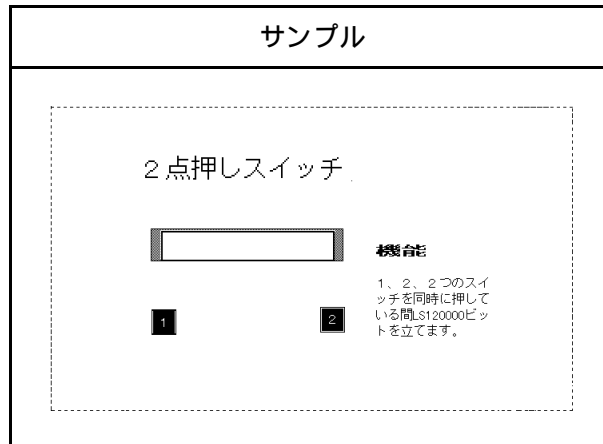 サンプル
２点押しスイッチ
機能
１、２、２つのスイ
ッチを同時に押して
いる間LS120000ビッ
トを立てます。
1
2